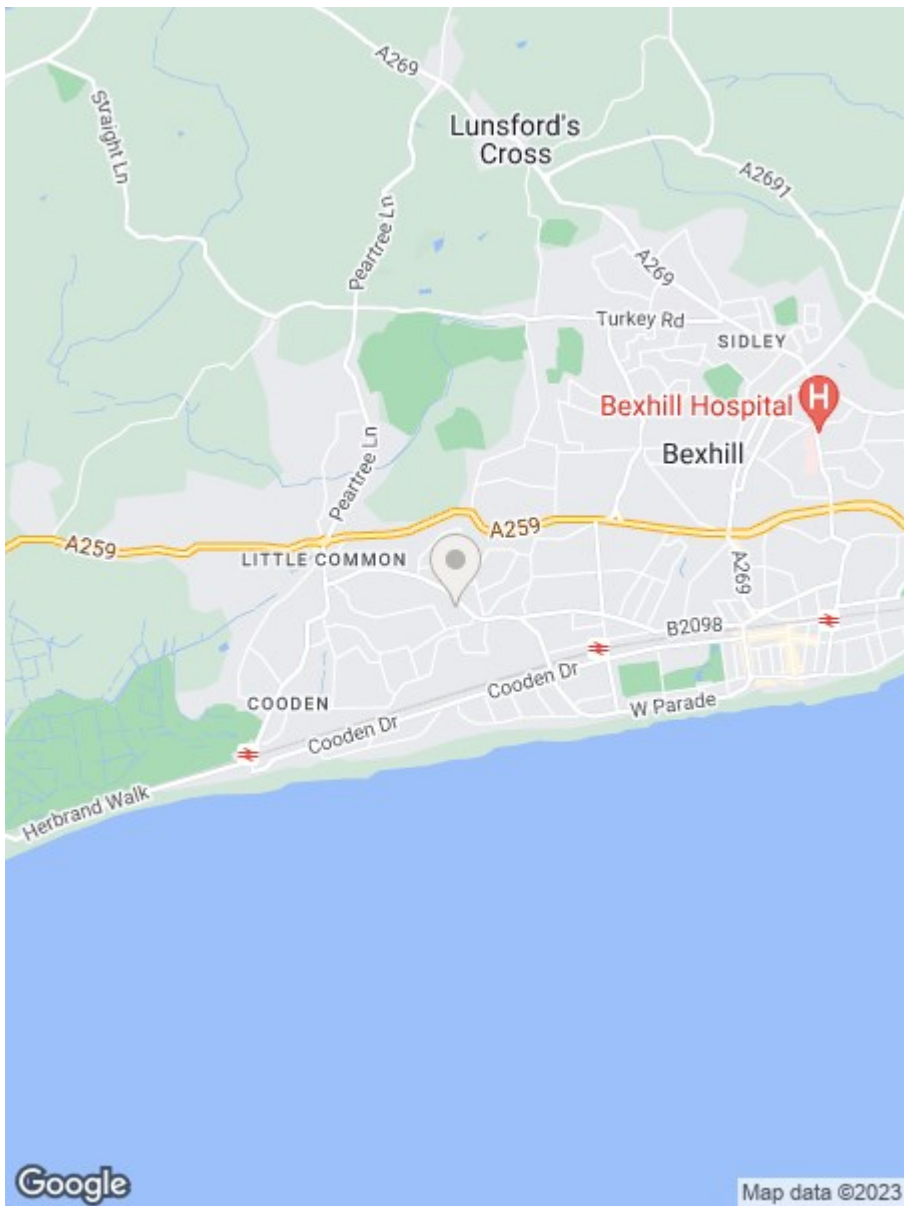 A269
Straight Ln
Lunsford's
Cross
A2691
Peartree Ln
A269
Turkey Rd
SIDLEY
Bexhill Hospital
H
Bexhill
Peartree Ln
A259
A259
LITTLE COMMON
A269
B2098
Cooden Dr
W Parade
COODEN
Cooden Dr
Herbrand Walk
Google
Map data ©2023